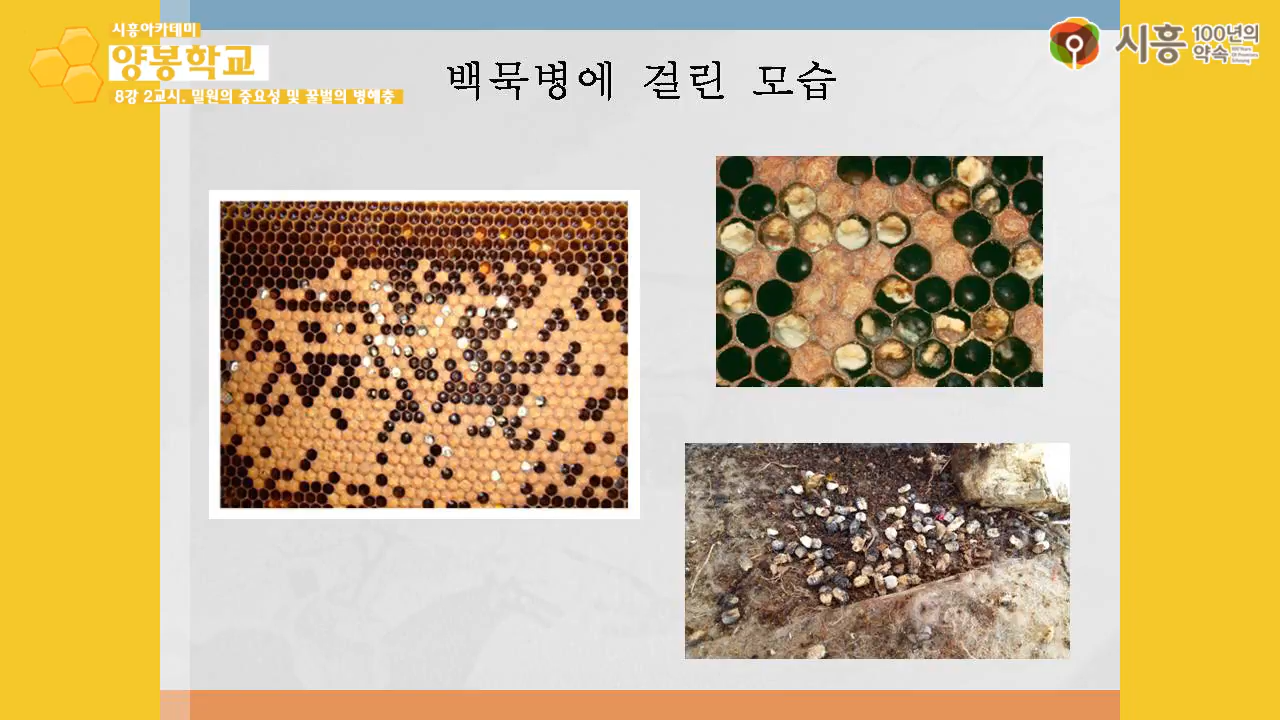 시흥아카데미
양봉학교
8강 2교시. 밀원의 중요성 및 꿀벌의 병해충
시흥 100년의 약속
백묵병에 걸린 모습